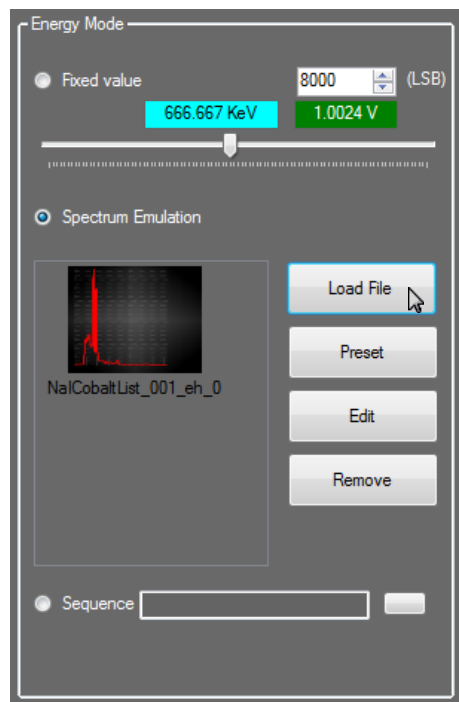 Energy Mode
Fixed value 8000 (LSB)
666.667 KeV 1.0024 V
Spectrum Emulation
Load File
Preset
NaICobaltList_001_eh_0
Edit
Remove
Sequence